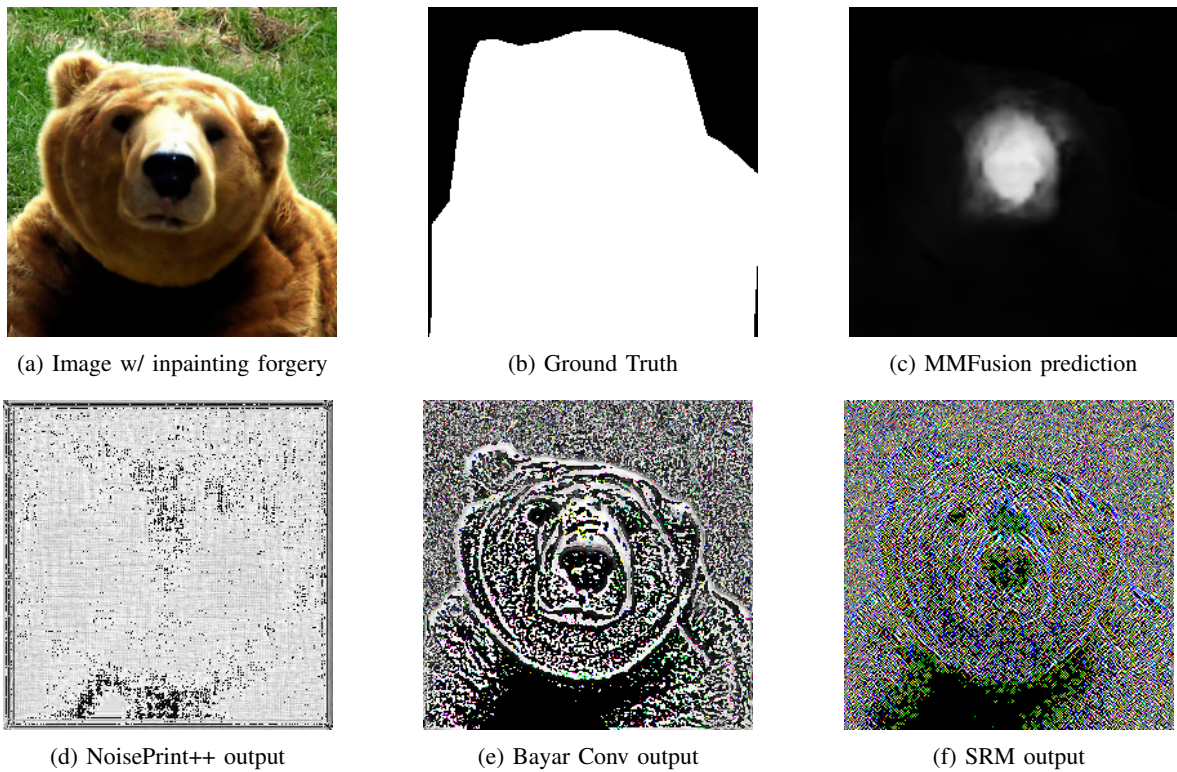 (a) Image w/ inpainting forgery
(b) Ground Truth
(c) MMFusion prediction
(d) NoisePrint++ output
(e) Bayar Conv output
(f) SRM output